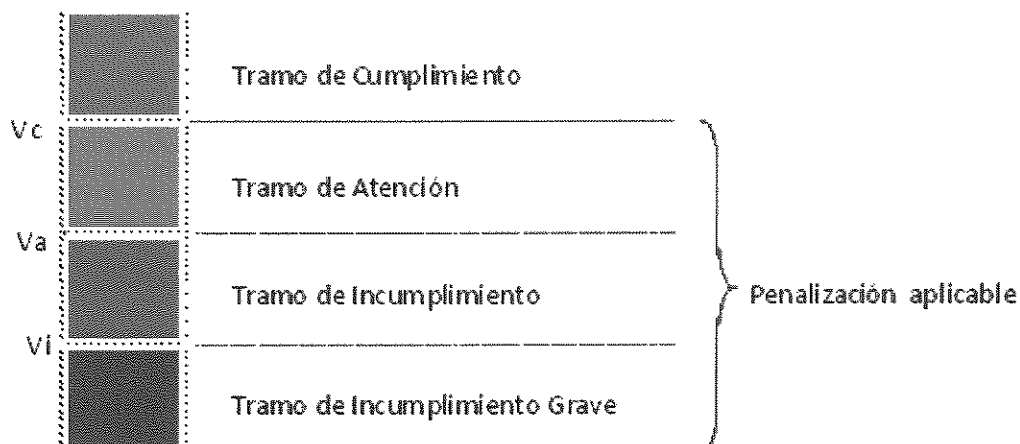 Tramo de Cumplimiento
Vc
Tramo de Atención
Va
Tramo de Incumplimiento
Penalización aplicable
Vi
Tramo de Incumplimiento Grave